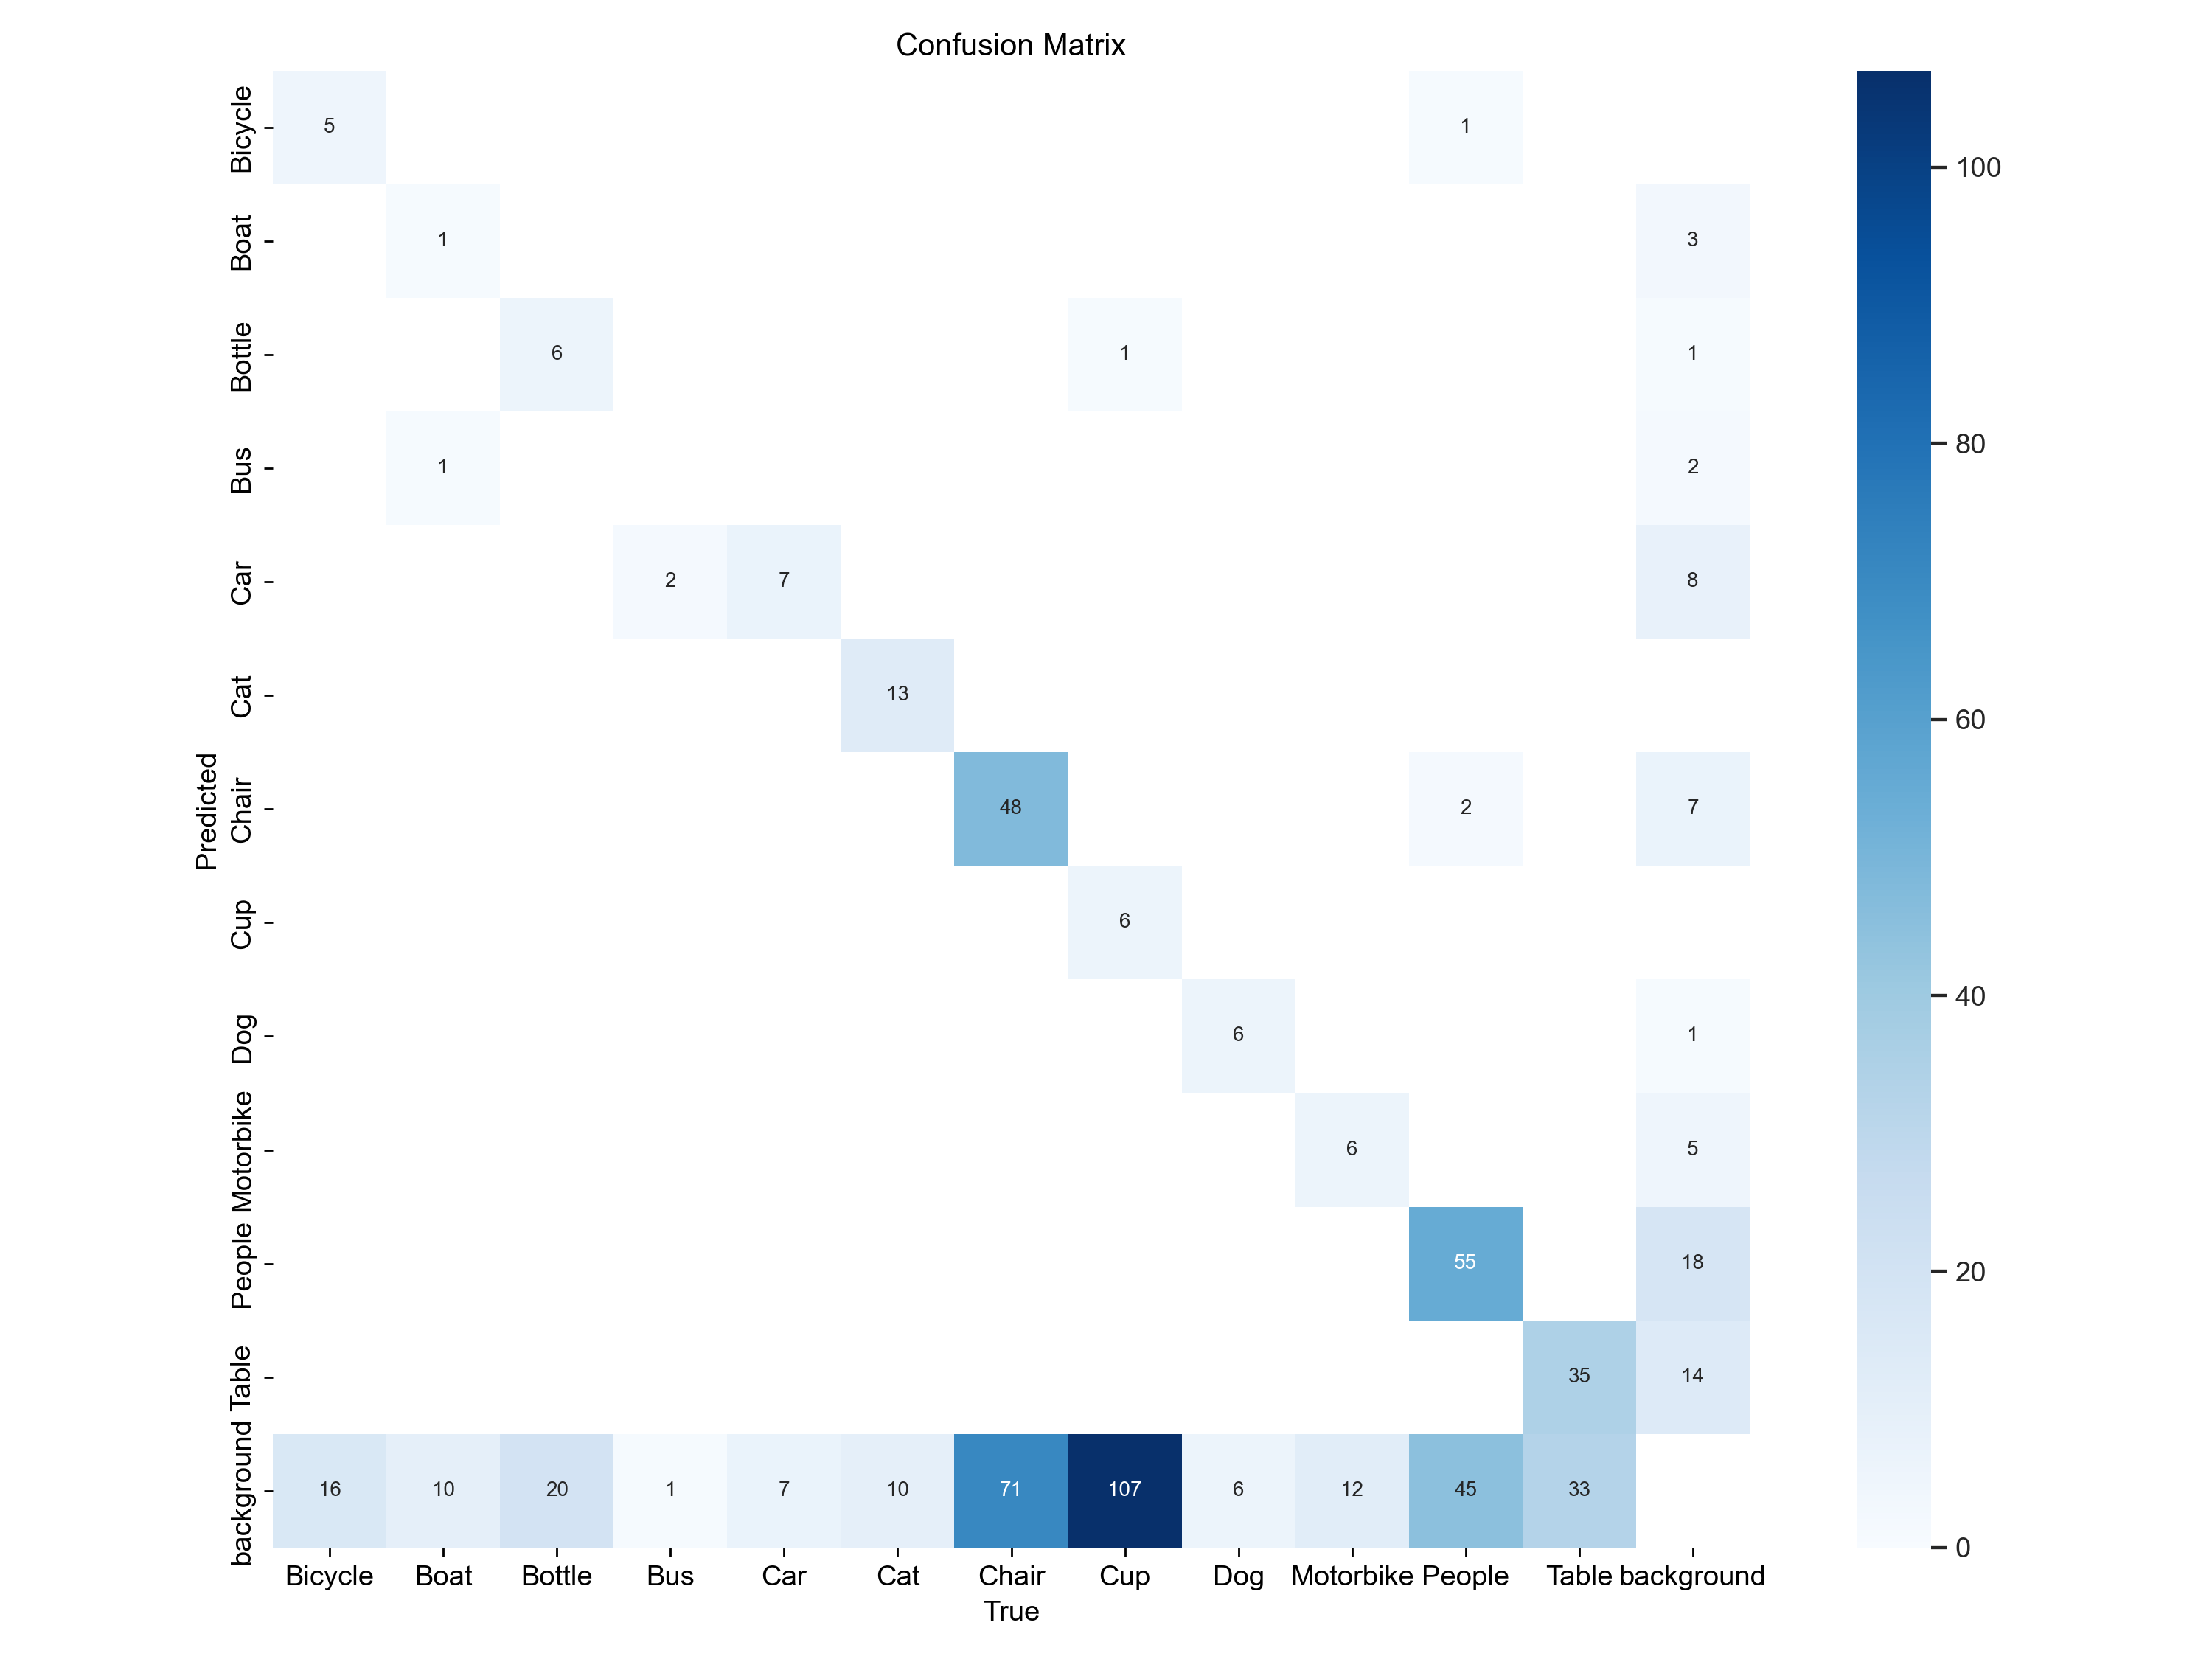 Confusion Matrix
Predicted
Bicycle 5 1
Boat 1 3
Bottle 6 1 1
Bus 1 2
Car 2 7 8
Cat 13
Chair 48 2 7
Cup 6
Dog 6 1
Motorbike 6 5
People 55 18
Table 35 14
background 16 10 20 1 7 10 71 107 6 12 45 33
Bicycle Boat Bottle Bus Car Cat Chair Cup Dog Motorbike People Table background
True
100
80
60
40
20
0